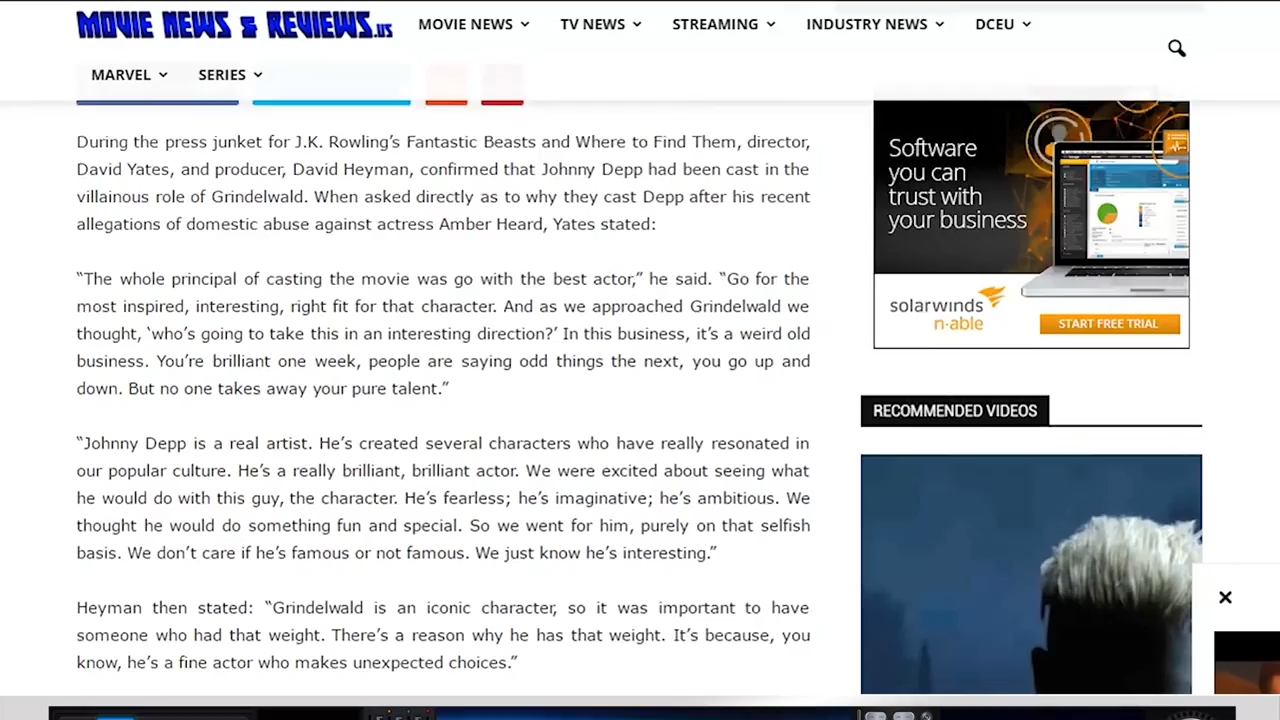 MOVIE NEWS & REVIEWS.US
MOVIE NEWS
TV NEWS
STREAMING
INDUSTRY NEWS
DCEU
MARVEL
SERIES
During the press junket for J.K. Rowling’s Fantastic Beasts and Where to Find Them, director,
David Yates, and producer, David Heyman, confirmed that Johnny Depp had been cast in the
villainous role of Grindelwald. When asked directly as to why they cast Depp after his recent
allegations of domestic abuse against actress Amber Heard, Yates stated:
“The whole principal of casting the movie was go with the best actor,” he said. “Go for the
most inspired, interesting, right fit for that character. And as we approached Grindelwald we
thought, ‘who’s going to take this in an interesting direction?’ In this business, it’s a weird old
business. You’re brilliant one week, people are saying odd things the next, you go up and
down. But no one takes away your pure talent.”
“Johnny Depp is a real artist. He’s created several characters who have really resonated in
our popular culture. He’s a really brilliant, brilliant actor. We were excited about seeing what
he would do with this guy, the character. He’s fearless; he’s imaginative; he’s ambitious. We
thought he would do something fun and special. So we went for him, purely on that selfish
basis. We don’t care if he’s famous or not famous. We just know he’s interesting.”
Heyman then stated: “Grindelwald is an iconic character, so it was important to have
someone who had that weight. There’s a reason why he has that weight. It’s because, you
know, he’s a fine actor who makes unexpected choices.”
Software
you can
trust with
your business
solarwinds
n-able
START FREE TRIAL
RECOMMENDED VIDEOS